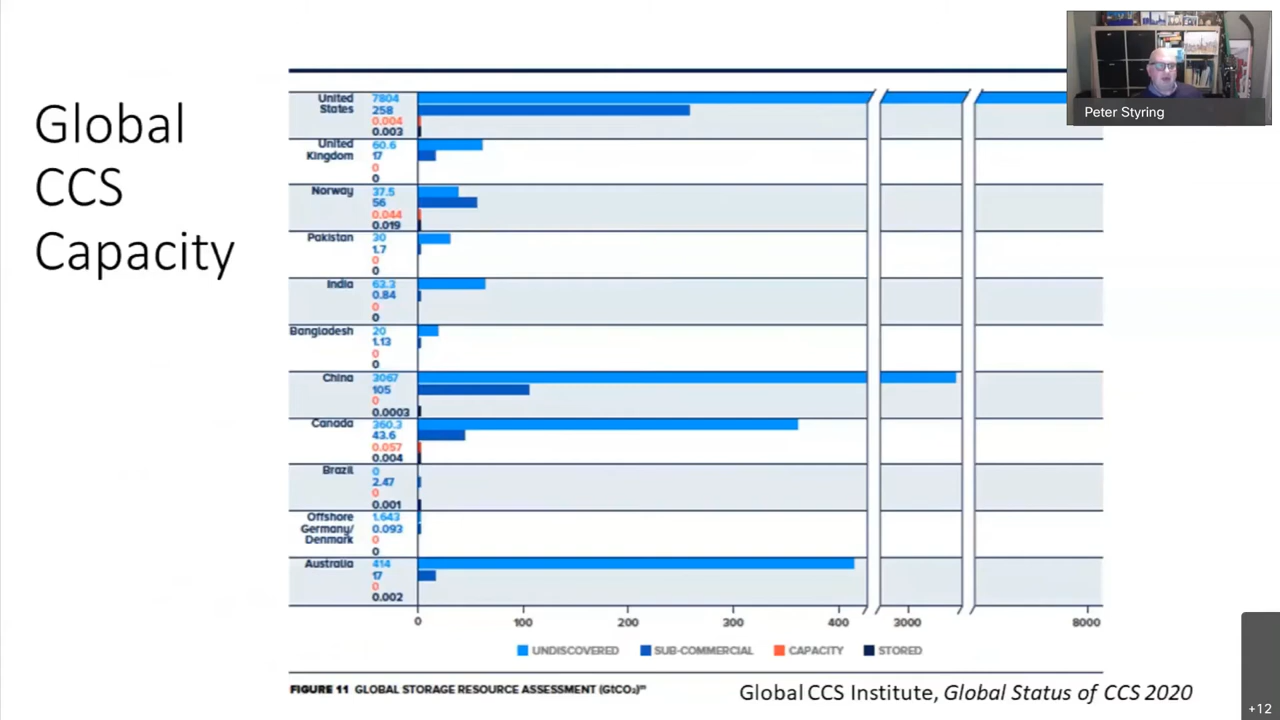 Global
CCS
Capacity
Peter Styring
United
States
7804
258
0.004
0.003
United
Kingdom
60.6
17
0
0
Norway
37.5
56
0.044
0.019
Pakistan
30
1.7
0
0
India
63.3
0.84
0
0
Bangladesh
20
1.13
0
0
China
3067
105
0
0.0003
Canada
360.3
43.6
0.057
0.004
Brazil
0
2.47
0
0.001
Offshore
Germany/
Denmark
1.643
0.093
0
0
Australia
414
17
0
0.002
0 100 200 300 400 3000 8000
UNDISCOVERED SUB-COMMERCIAL CAPACITY STORED
FIGURE 11 GLOBAL STORAGE RESOURCE ASSESSMENT (GtCO₂)
Global CCS Institute, Global Status of CCS 2020
+12